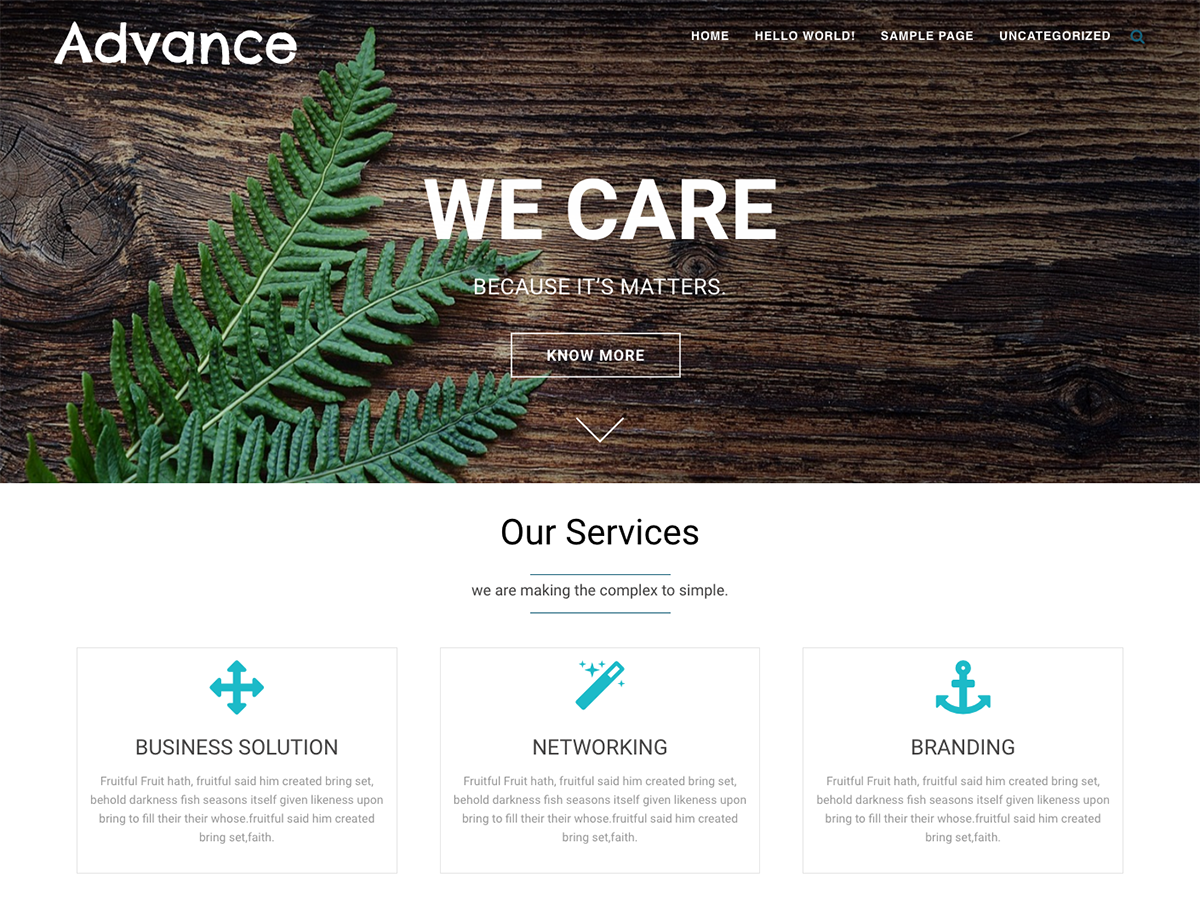 Advance
HOME HELLO WORLD! SAMPLE PAGE UNCATEGORIZED
WE CARE
BECAUSE IT'S MATTERS.
KNOW MORE
Our Services
we are making the complex to simple.
BUSINESS SOLUTION
Fruitful Fruit hath, fruitful said him created bring set,
behold darkness fish seasons itself given likeness upon
bring to fill their their whose.fruitful said him created
bring set,faith.
NETWORKING
Fruitful Fruit hath, fruitful said him created bring set,
behold darkness fish seasons itself given likeness upon
bring to fill their their whose.fruitful said him created
bring set,faith.
BRANDING
Fruitful Fruit hath, fruitful said him created bring set,
behold darkness fish seasons itself given likeness upon
bring to fill their their whose.fruitful said him created
bring set,faith.